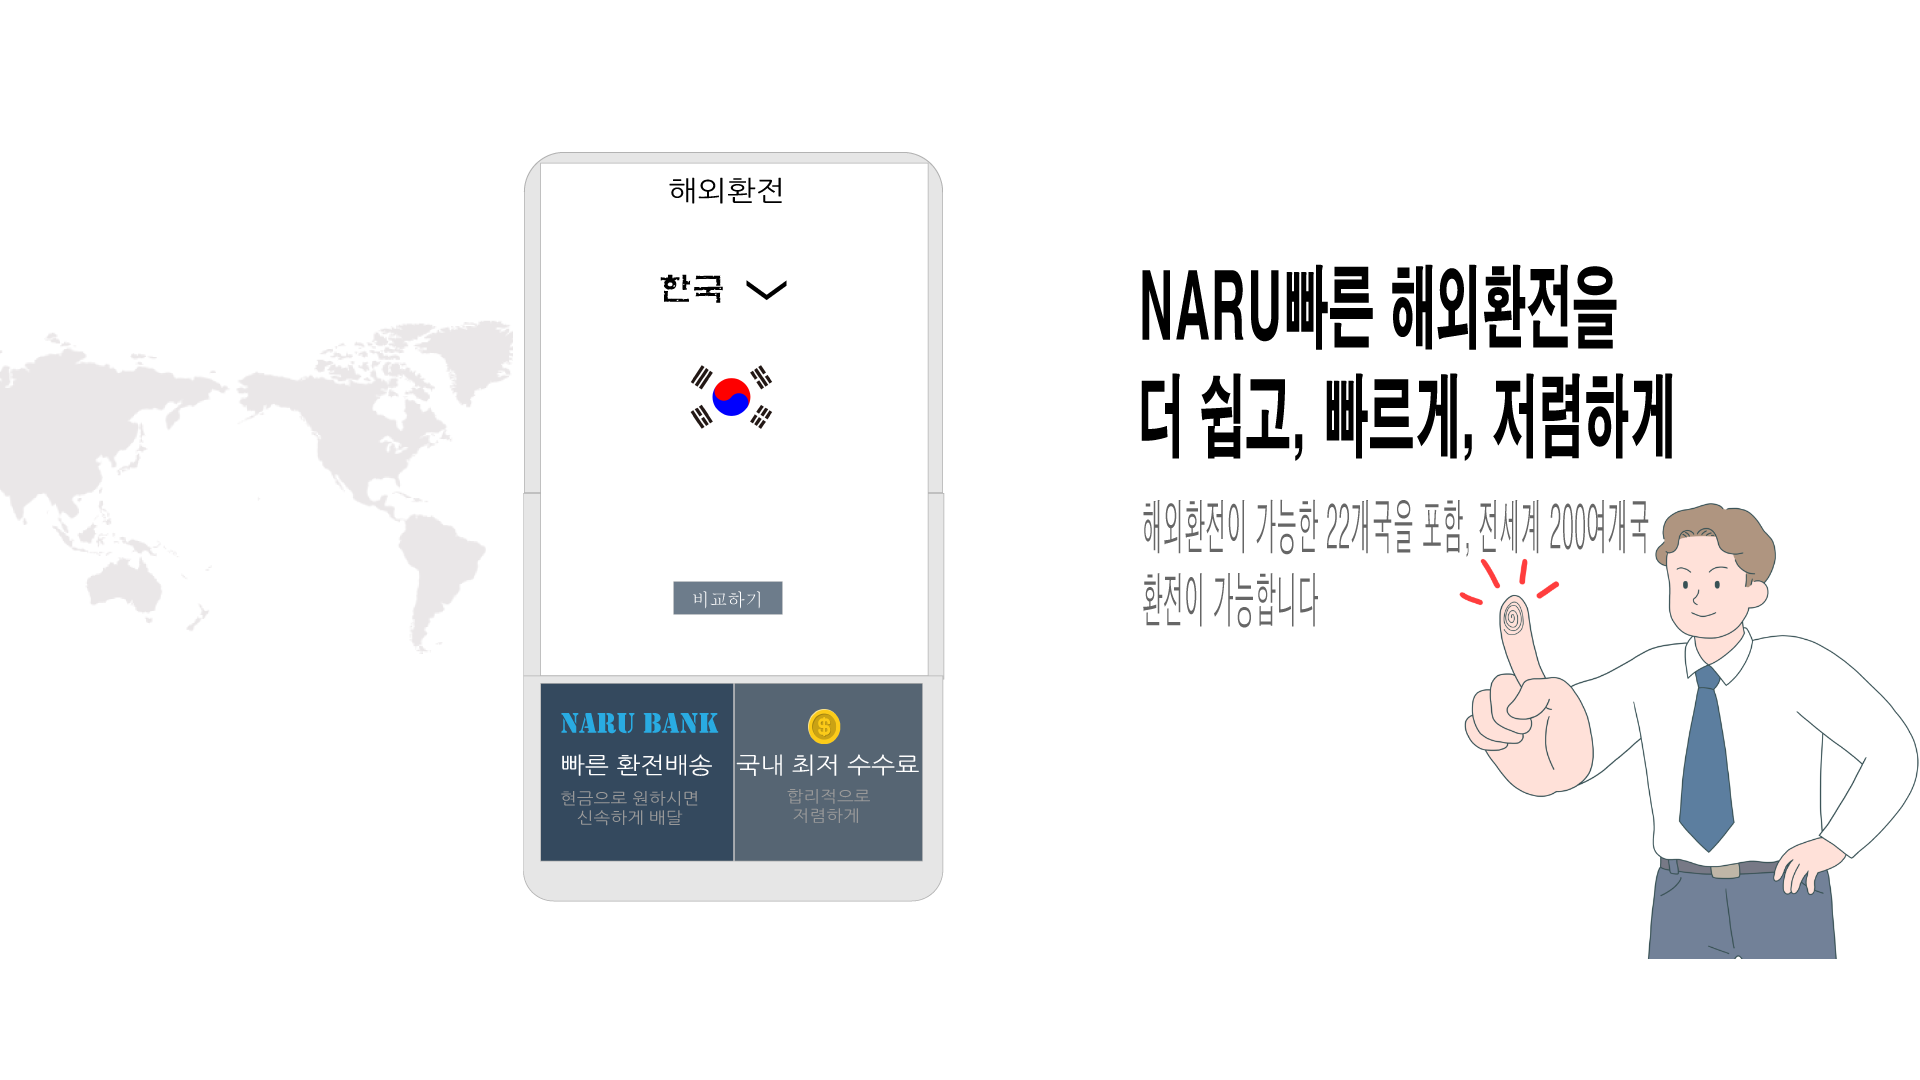 해외환전
한국
비교하기
NARU BANK
빠른 환전배송
현금으로 원하시면
신속하게 배달
국내 최저 수수료
합리적으로
저렴하게
NARU빠른 해외환전을
더 쉽고, 빠르게, 저렴하게
해외환전이 가능한 22개국을 포함, 전세계 200여개국
환전이 가능합니다